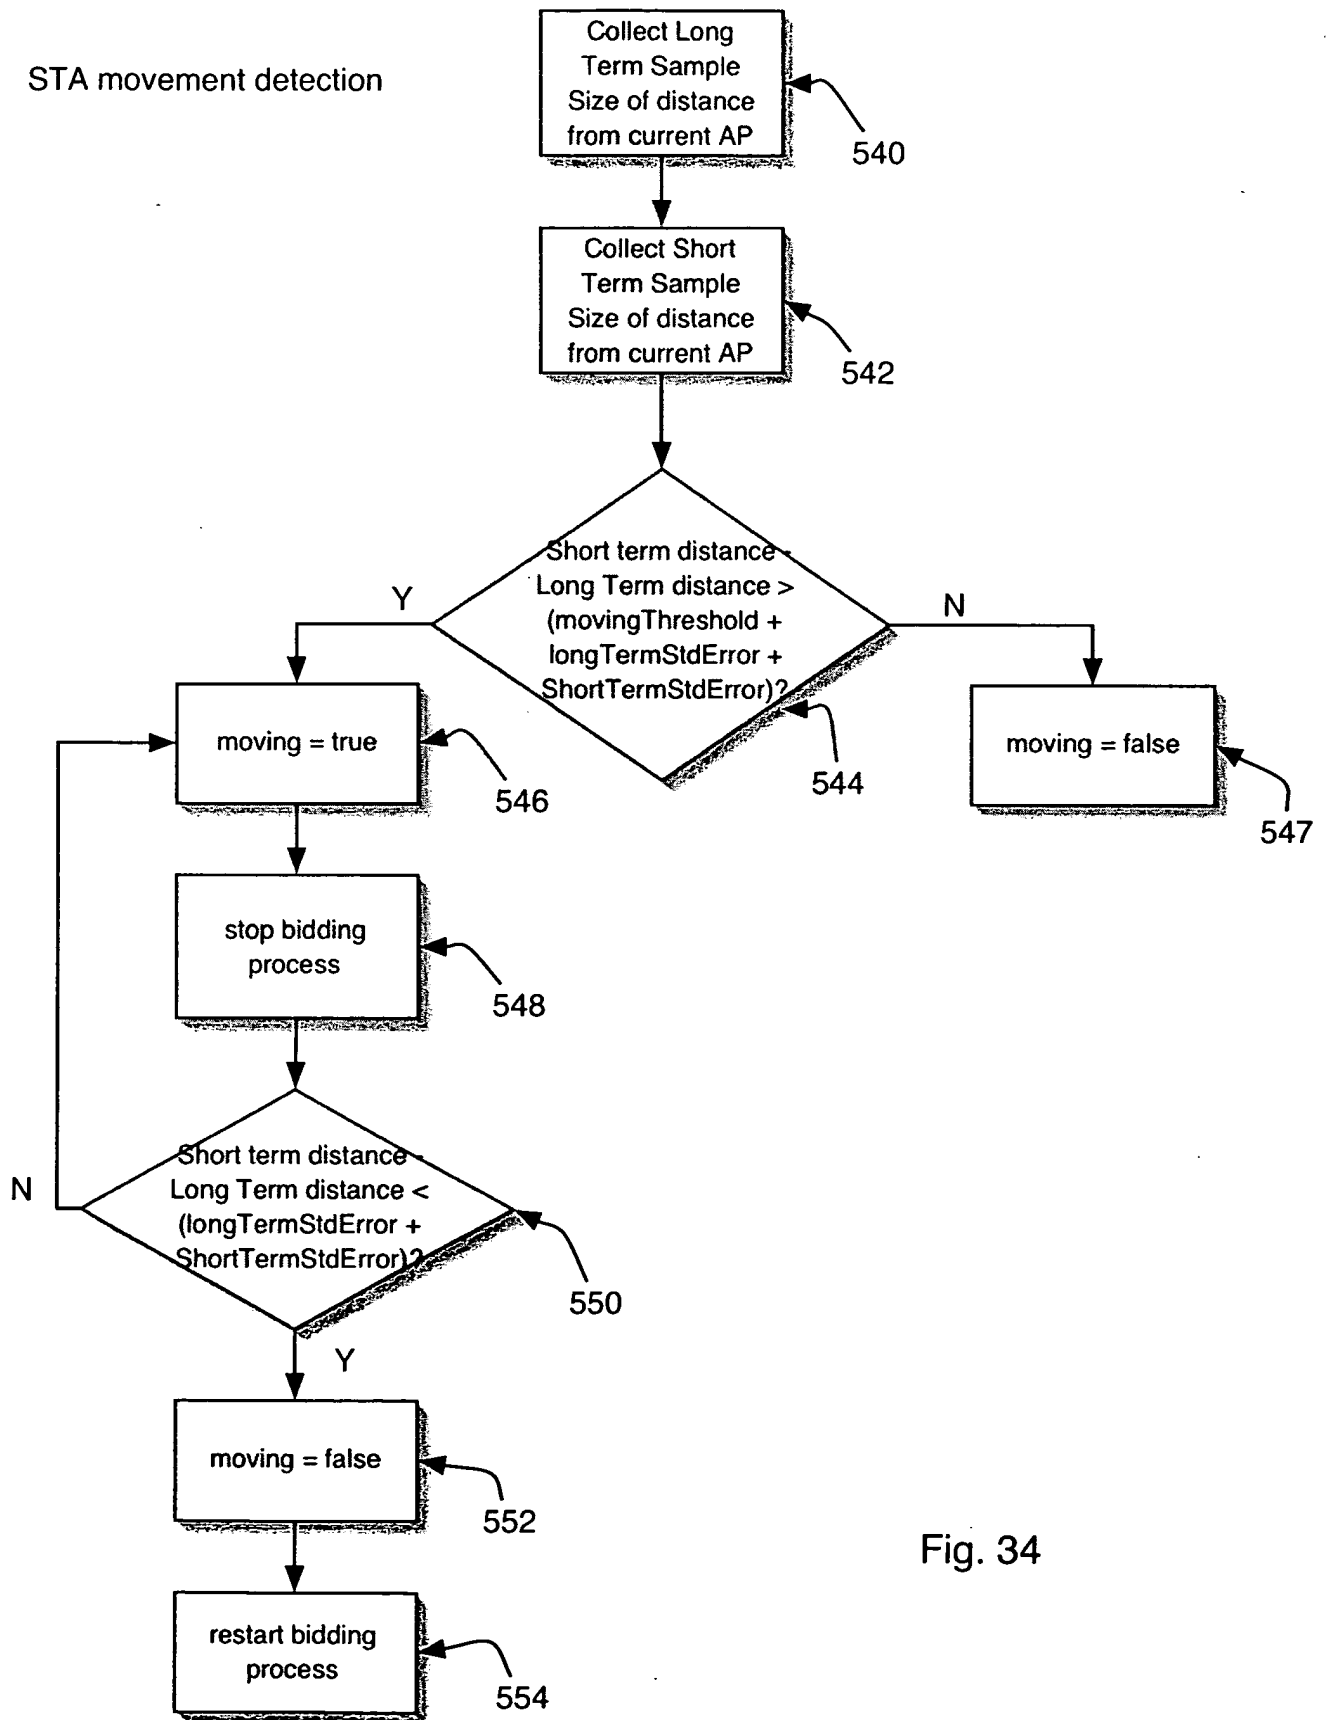 STA movement detection
Collect Long
Term Sample
Size of distance
from current AP
540
Collect Short
Term Sample
Size of distance
from current AP
542
Short term distance -
Long Term distance >
(movingThreshold +
longTermStdError +
ShortTermStdError)?
544
Y
N
moving = true
546
moving = false
547
stop bidding
process
548
Short term distance -
Long Term distance <
(longTermStdError +
ShortTermStdError)?
550
N
Y
moving = false
552
restart bidding
process
554
Fig. 34